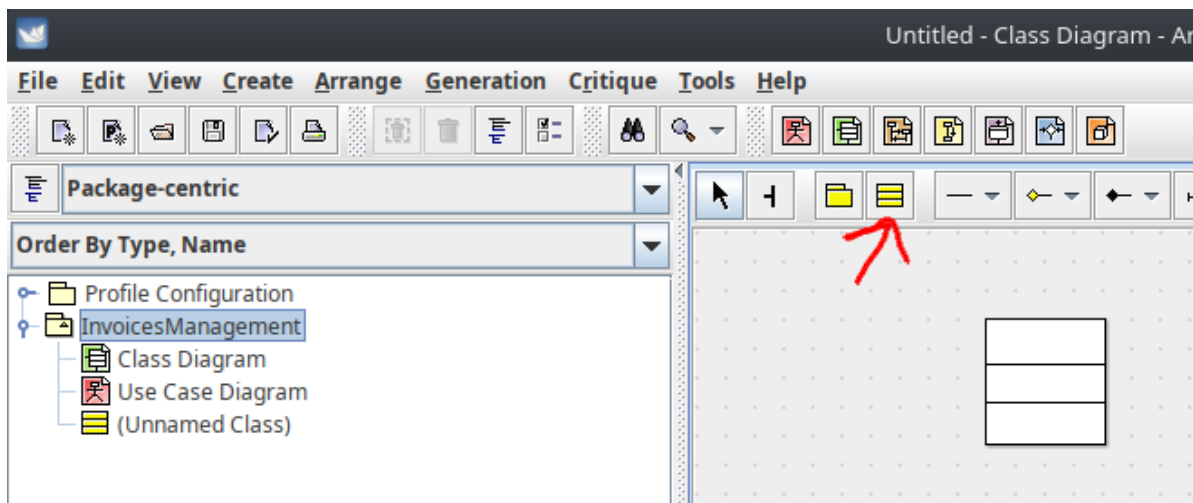 Untitled - Class Diagram - Ar
File Edit View Create Arrange Generation Critique Tools Help
Package-centric
Order By Type, Name
Profile Configuration
InvoicesManagement
Class Diagram
Use Case Diagram
(Unnamed Class)